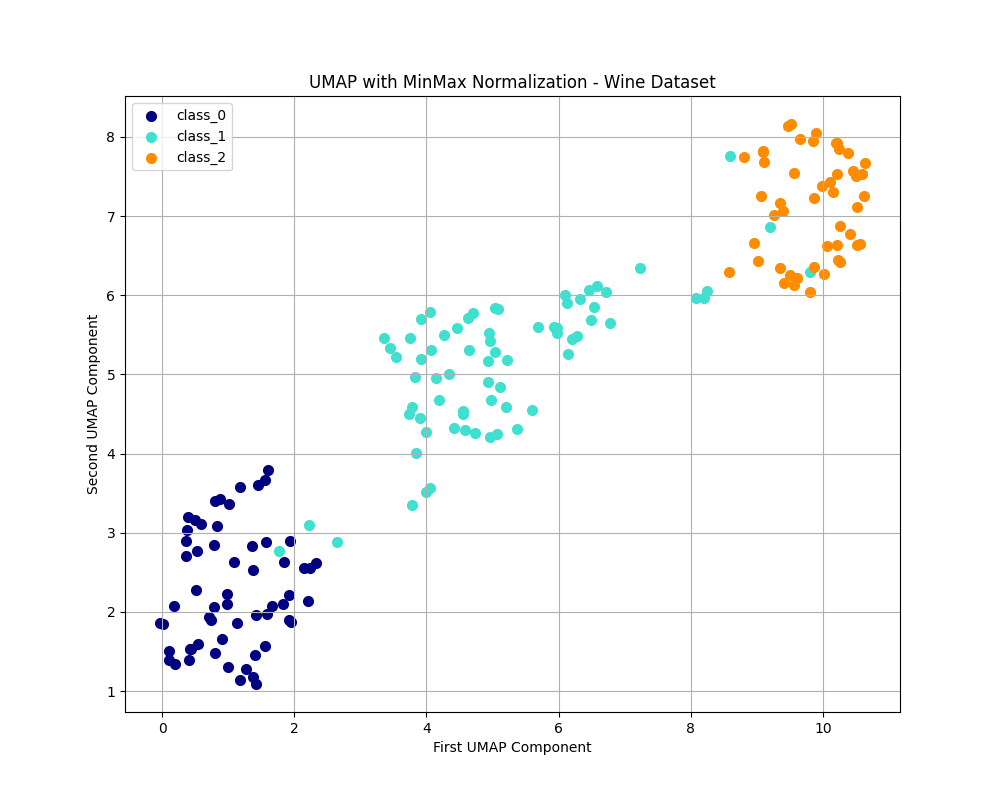 UMAP with MinMax Normalization - Wine Dataset
class_0
class_1
class_2
8
7
6
5
4
3
2
1
Second UMAP Component
0
2
4
6
8
10
First UMAP Component